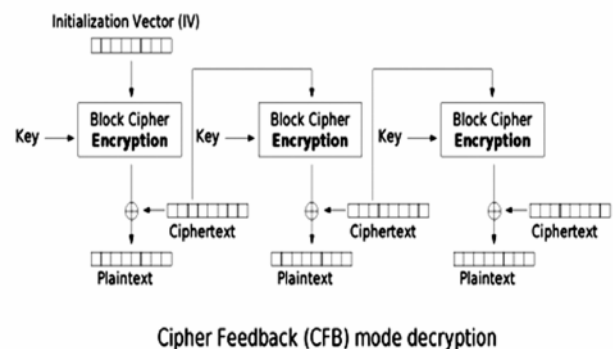 Initialization Vector (IV)
Block Cipher
Encryption
Key
Block Cipher
Encryption
Key
Block Cipher
Encryption
Key
Ciphertext
Ciphertext
Ciphertext
Plaintext
Plaintext
Plaintext
Cipher Feedback (CFB) mode decryption